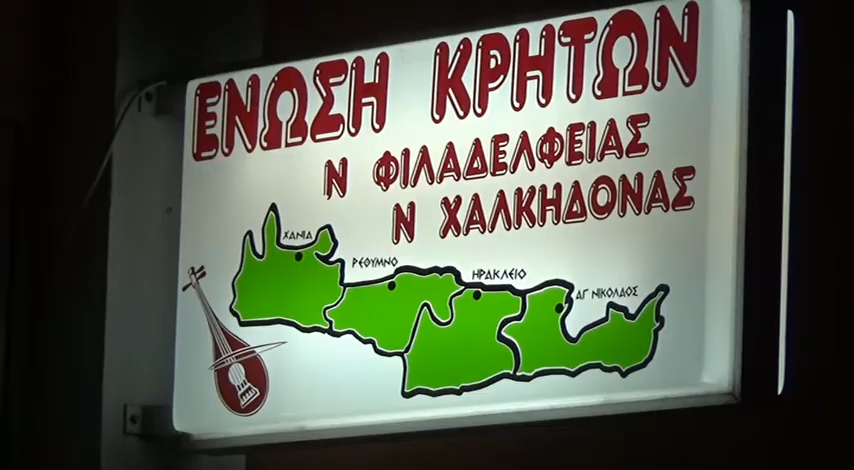 ΕΝΩΣΗ ΚΡΗΤΩΝ
Ν ΦΙΛΑΔΕΛΦΕΙΑΣ
Ν ΧΑΛΚΗΔΟΝΑΣ
ΧΑΝΙΑ
ΡΕΘΥΜΝΟ
ΗΡΑΚΛΕΙΟ
ΑΓ ΝΙΚΟΛΑΟΣ